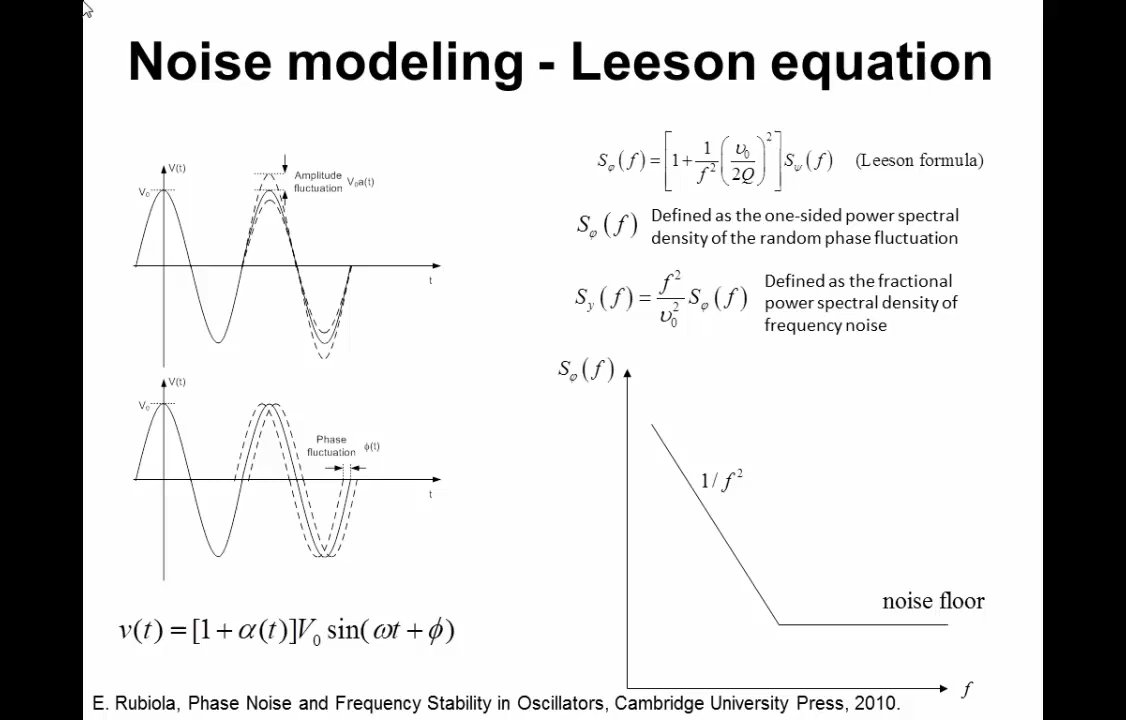 Noise modeling - Leeson equation
V(t)
V₀
Amplitude
fluctuation V₀a(t)
t
V(t)
V₀
Phase
fluctuation ϕ(t)
t
v(t) = [1 + α(t)]V₀ sin(ωt + ϕ)
S_φ(f) = [1 + 1/f² (υ₀/2Q)²] S_ψ(f) (Leeson formula)
S_φ(f) Defined as the one-sided power spectral
density of the random phase fluctuation
S_y(f) = f²/υ₀² S_φ(f) Defined as the fractional
power spectral density of
frequency noise
S_φ(f)
1/f²
noise floor
f
E. Rubiola, Phase Noise and Frequency Stability in Oscillators, Cambridge University Press, 2010.